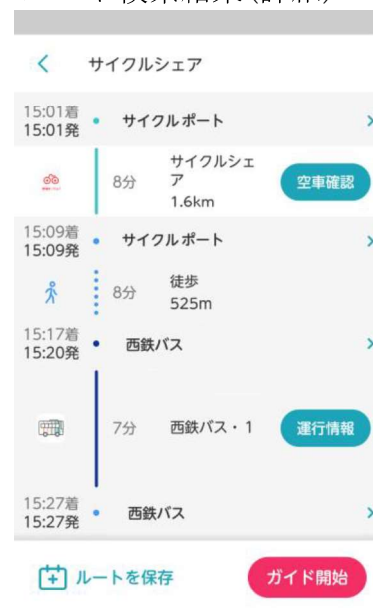 サイクルシェア
15:01着
15:01発
サイクルポート
8分
サイクルシェ
ア
1.6km
空車確認
15:09着
15:09発
サイクルポート
8分
徒歩
525m
15:17着
15:20発
西鉄バス
7分
西鉄バス・1
運行情報
15:27着
15:27発
西鉄バス
ルートを保存
ガイド開始